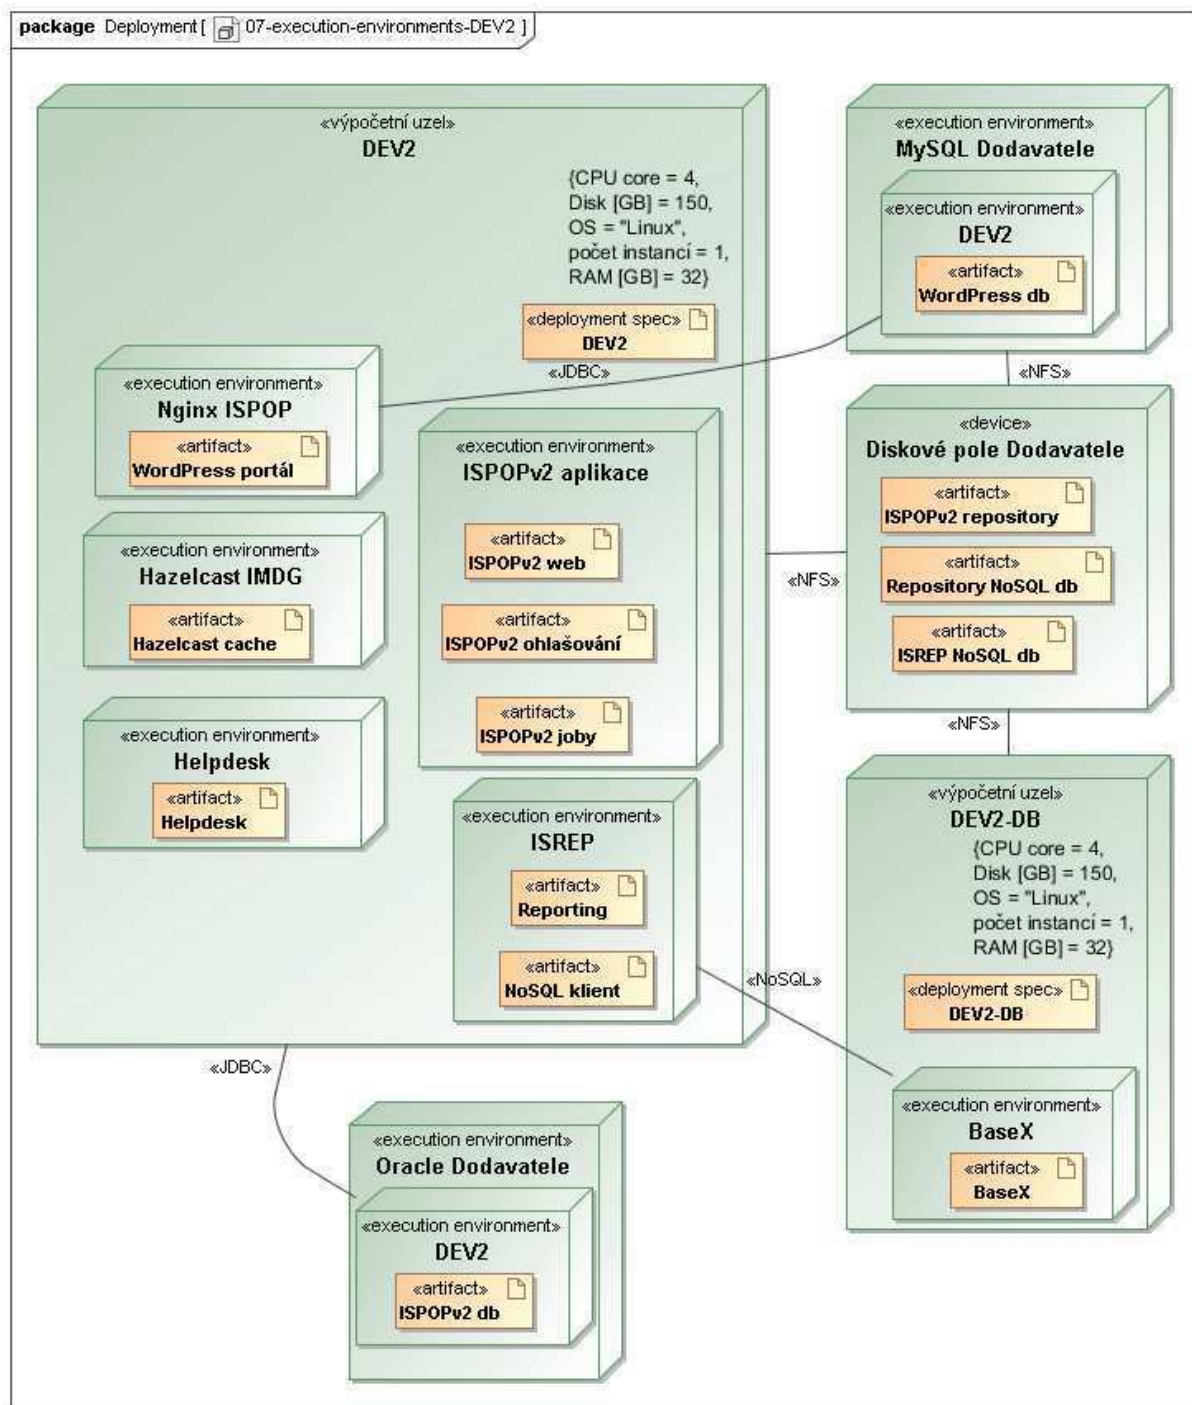 package Deployment [ 07-execution-environments-DEV2 ]
«výpočetní uzel»
DEV2
{CPU core = 4,
Disk [GB] = 150,
OS = "Linux",
počet instancí = 1,
RAM [GB] = 32}
«deployment spec»
DEV2
«JDBC»
«execution environment»
Nginx ISPOP
«artifact»
WordPress portál
«execution environment»
Hazelcast IMDG
«artifact»
Hazelcast cache
«execution environment»
Helpdesk
«artifact»
Helpdesk
«execution environment»
ISPOPv2 aplikace
«artifact»
ISPOPv2 web
«artifact»
ISPOPv2 ohlašování
«artifact»
ISPOPv2 joby
«execution environment»
ISREP
«artifact»
Reporting
«artifact»
NoSQL klient
«execution environment»
MySQL Dodavatele
«execution environment»
DEV2
«artifact»
WordPress db
«NFS»
«device»
Diskové pole Dodavatele
«artifact»
ISPOPv2 repository
«artifact»
Repository NoSQL db
«artifact»
ISREP NoSQL db
«NFS»
«NFS»
«výpočetní uzel»
DEV2-DB
{CPU core = 4,
Disk [GB] = 150,
OS = "Linux",
počet instancí = 1,
RAM [GB] = 32}
«deployment spec»
DEV2-DB
«NoSQL»
«execution environment»
BaseX
«artifact»
BaseX
«JDBC»
«execution environment»
Oracle Dodavatele
«execution environment»
DEV2
«artifact»
ISPOPv2 db